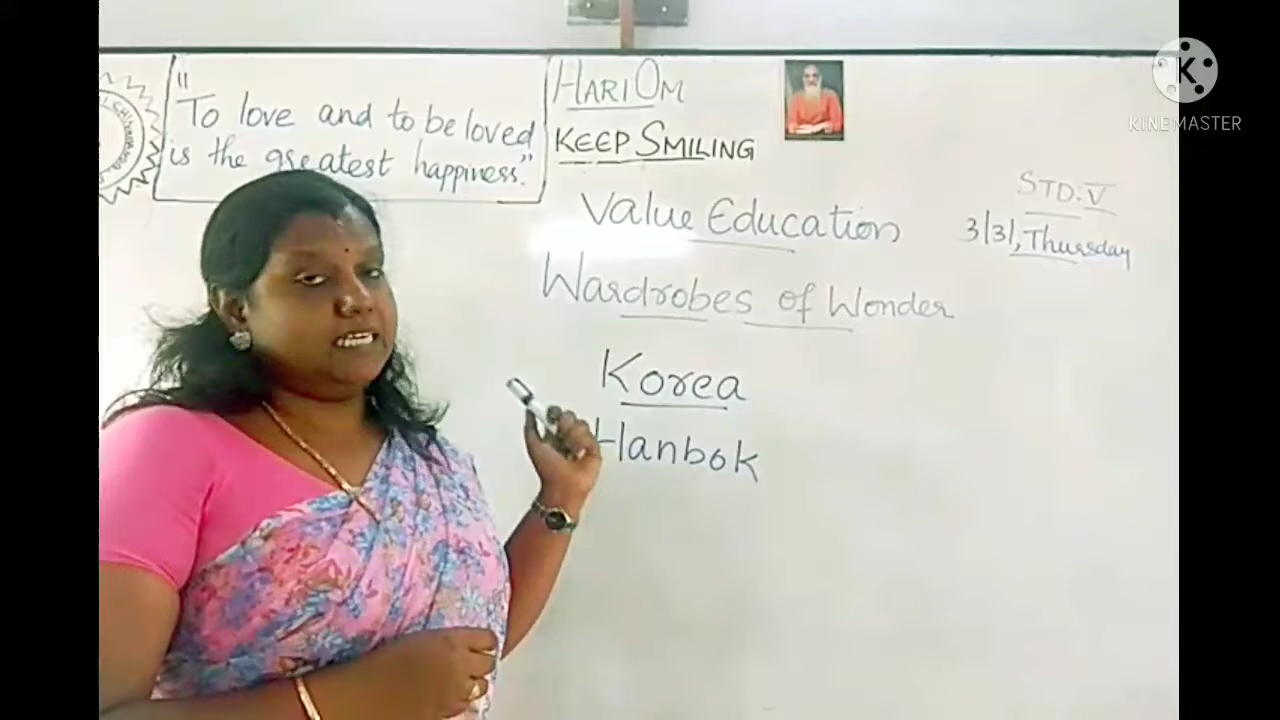 "To love and to be loved
is the greatest happiness."
HARI OM
KEEP SMILING
Value Education
STD. V
3/3/, Thursday
Wardrobes of Wonder
Korea
Hanbok
K
KINEMASTER